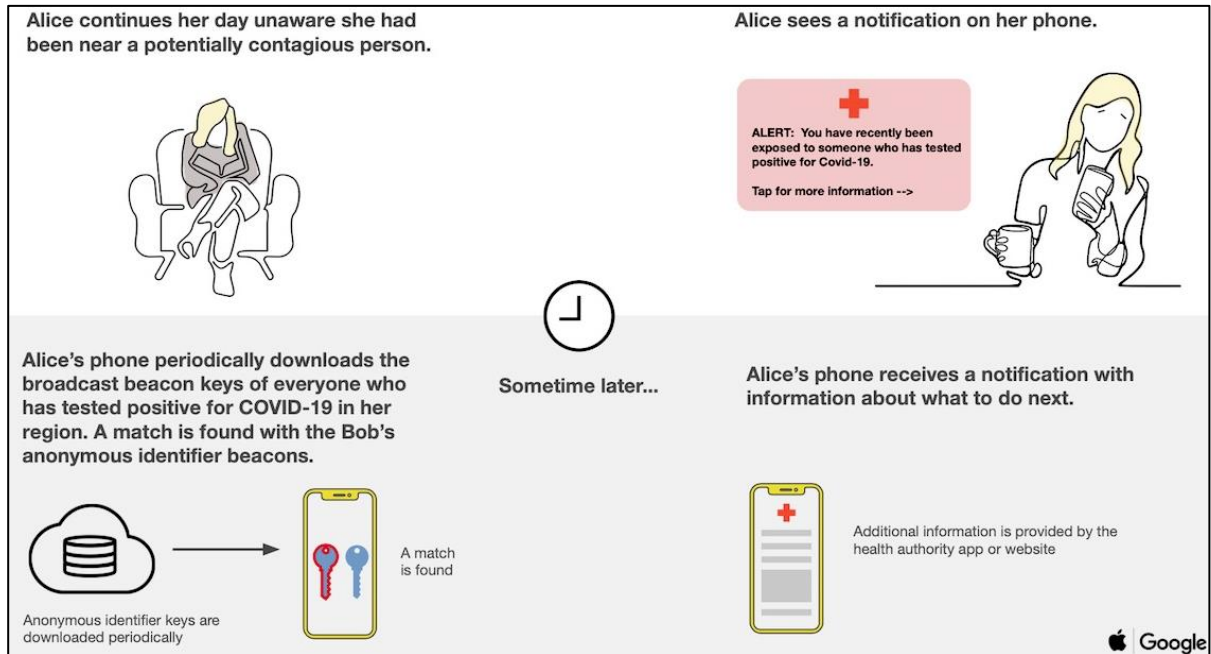 Alice continues her day unaware she had
been near a potentially contagious person.
Alice sees a notification on her phone.
ALERT:  You have recently been
exposed to someone who has tested
positive for Covid-19.
Tap for more information -->
Alice’s phone periodically downloads the
broadcast beacon keys of everyone who
has tested positive for COVID-19 in her
region. A match is found with the Bob’s
anonymous identifier beacons.
Sometime later...
Alice’s phone receives a notification with
information about what to do next.
A match
is found
Anonymous identifier keys are
downloaded periodically
Additional information is provided by the
health authority app or website
Google